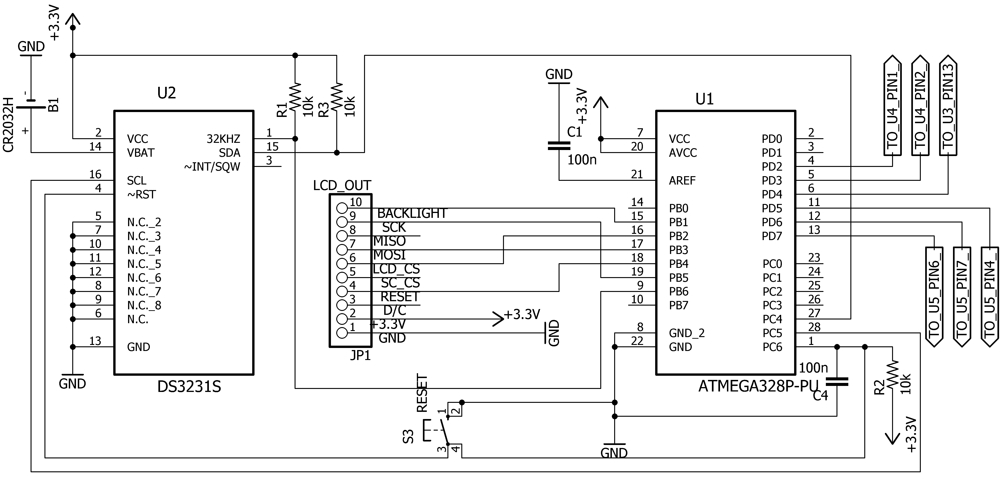 +3.3V
GND
CR2032H
-
+
B1
U2
2
14
16
4
5
7
10
11
12
8
9
6
13
VCC
VBAT
SCL
~RST
N.C._2
N.C._3
N.C._4
N.C._5
N.C._6
N.C._7
N.C._8
N.C.
GND
32KHZ
SDA
~INT/SQW
1
15
3
GND
DS3231S
R1
10k
R3
10k
LCD_OUT
10
BACKLIGHT
9
SCK
8
MISO
7
MOSI
6
LCD_CS
5
SC_CS
4
RESET
3
D/C
2
+3.3V
1
GND
JP1
+3.3V
GND
GND
C1
100n
+3.3V
U1
7
20
21
14
15
16
17
18
19
9
10
8
22
VCC
AVCC
AREF
PB0
PB1
PB2
PB3
PB4
PB5
PB6
PB7
GND_2
GND
PD0
PD1
PD2
PD3
PD4
PD5
PD6
PD7
PC0
PC1
PC2
PC3
PC4
PC5
PC6
2
3
4
5
6
11
12
13
23
24
25
26
27
28
1
ATMEGA328P-PU
TO_U4_PIN1_
TO_U4_PIN2_
TO_U3_PIN13
TO_U5_PIN6_
TO_U5_PIN7_
TO_U5_PIN4_
100n
C4
R2
10k
+3.3V
RESET
S3
1
2
3
4
GND